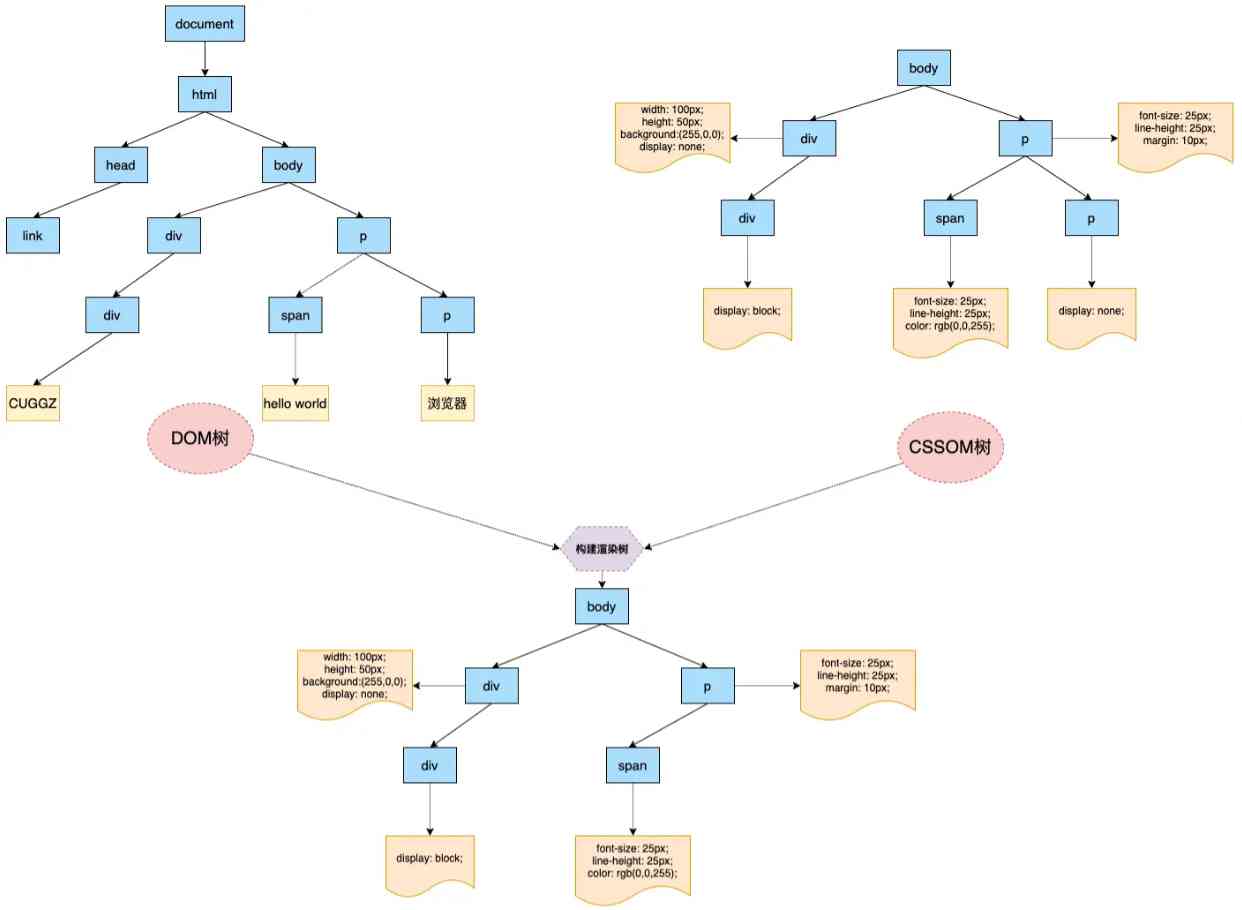 document
html
head
body
link
div
p
div
span
p
CUGGZ
hello world
浏览器
DOM树
body
width: 100px;
height: 50px;
background:(255,0,0);
display: none;
div
p
font-size: 25px;
line-height: 25px;
margin: 10px;
div
span
p
display: block;
font-size: 25px;
line-height: 25px;
color: rgb(0,0,255);
display: none;
CSSOM树
构建渲染树
body
width: 100px;
height: 50px;
background:(255,0,0);
display: none;
div
p
font-size: 25px;
line-height: 25px;
margin: 10px;
div
span
display: block;
font-size: 25px;
line-height: 25px;
color: rgb(0,0,255);